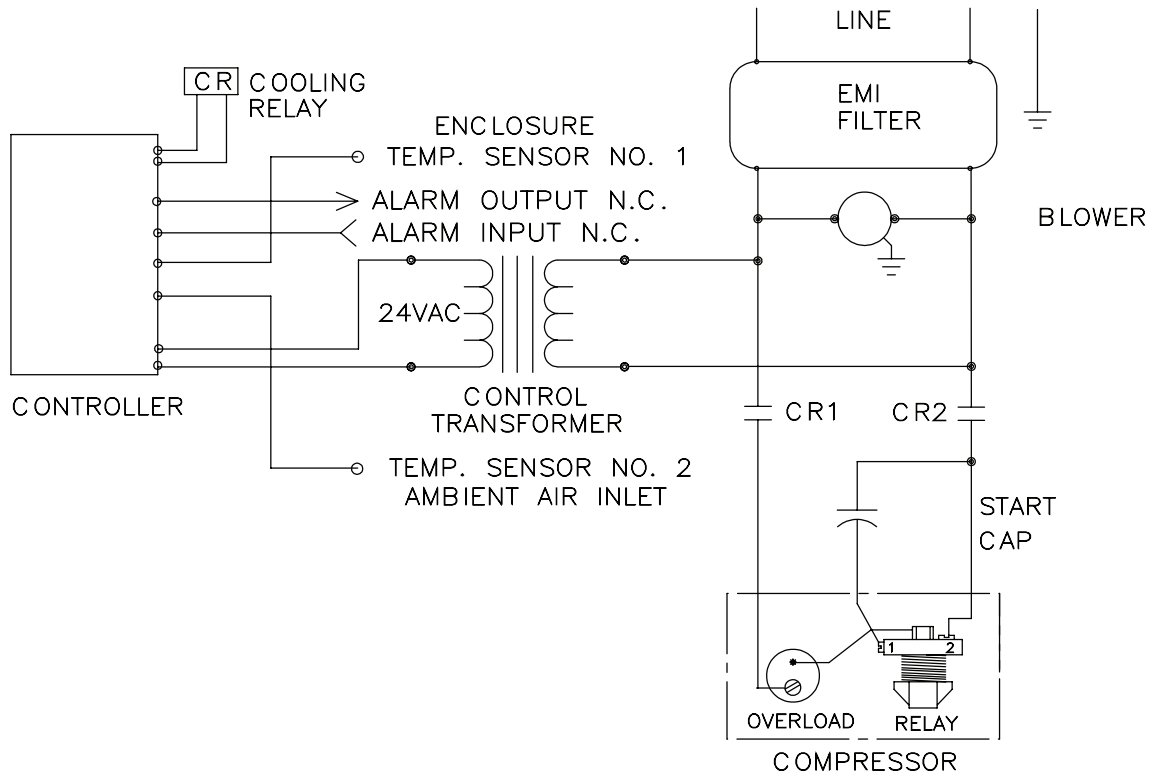 LINE
CR
COOLING
RELAY
EMI
FILTER
ENCLOSURE
TEMP. SENSOR NO. 1
ALARM OUTPUT N.C.
ALARM INPUT N.C.
BLOWER
24VAC
CONTROLLER
CONTROL
TRANSFORMER
CR1
CR2
TEMP. SENSOR NO. 2
AMBIENT AIR INLET
START
CAP
1
2
OVERLOAD
RELAY
COMPRESSOR